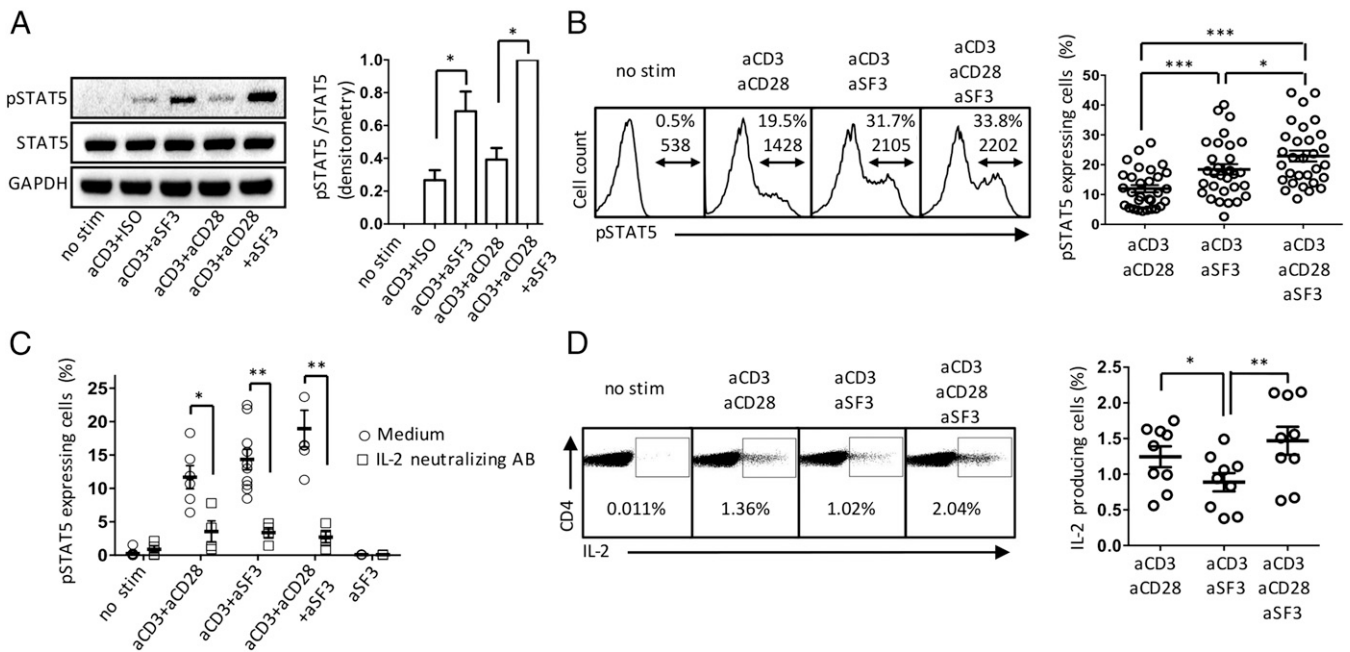 A
pSTAT5
STAT5
GAPDH
no stim
aCD3+ISO
aCD3+aSF3
aCD3+aCD28
aCD3+aCD28
+aSF3
pSTAT5 /STAT5
(densitometry)
1.0
0.8
0.6
0.4
0.2
0.0
*
*
no stim
aCD3+ISO
aCD3+aSF3
aCD3+aCD28
aCD3+aCD28
+aSF3
B
no stim
aCD3
aCD28
aCD3
aSF3
aCD3
aCD28
aSF3
Cell count
0.5%
538
19.5%
1428
31.7%
2105
33.8%
2202
pSTAT5
pSTAT5 expressing cells (%)
50
40
30
20
10
0
***
***
*
aCD3
aCD28
aCD3
aSF3
aCD3
aCD28
aSF3
C
pSTAT5 expressing cells (%)
25
20
15
10
5
0
*
**
**
Medium
IL-2 neutralizing AB
no stim
aCD3+aCD28
aCD3+aSF3
aCD3+aCD28
+aSF3
aSF3
D
no stim
aCD3
aCD28
aCD3
aSF3
aCD3
aCD28
aSF3
CD4
0.011%
1.36%
1.02%
2.04%
IL-2
IL-2 producing cells (%)
2.5
2.0
1.5
1.0
0.5
0.0
*
**
aCD3
aCD28
aCD3
aSF3
aCD3
aCD28
aSF3